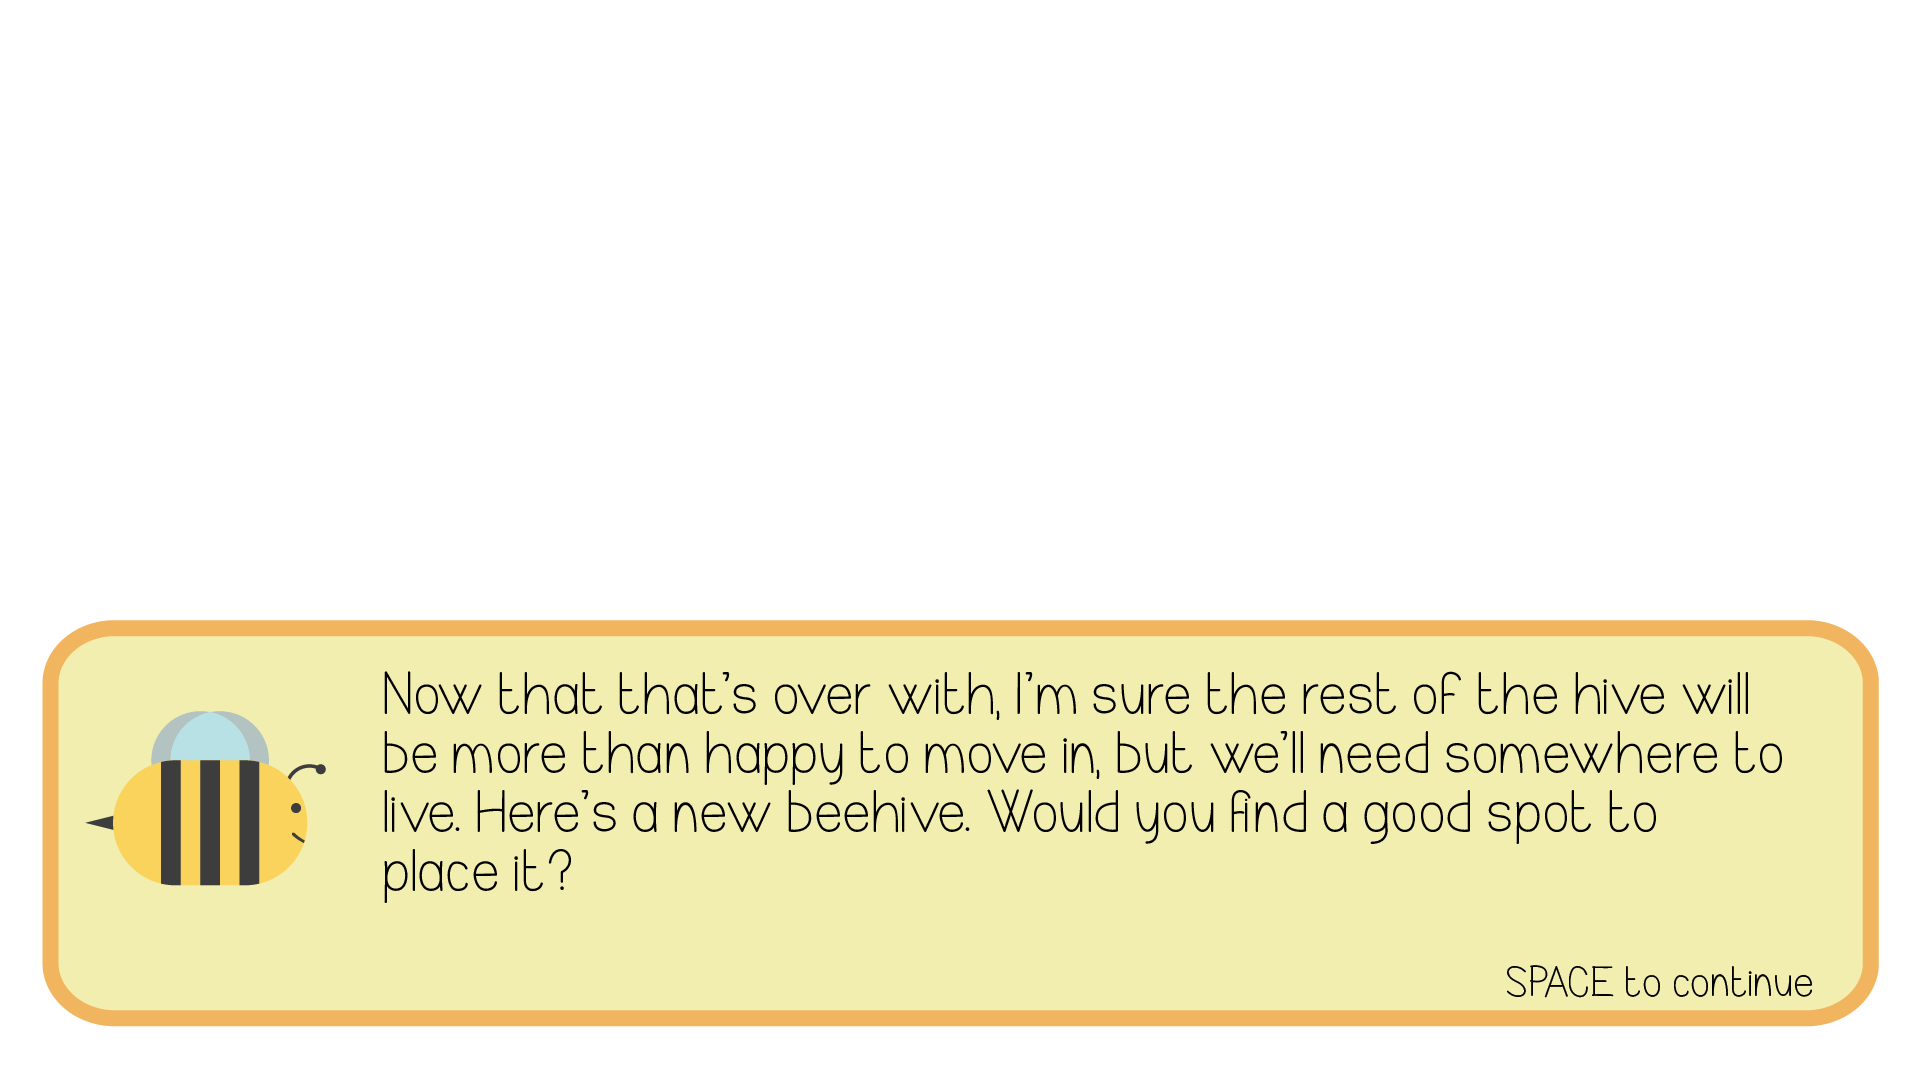 Now that that's over with, I'm sure the rest of the hive will
be more than happy to move in, but we'll need somewhere to
live. Here's a new beehive. Would you find a good spot to
place it?
SPACE to continue